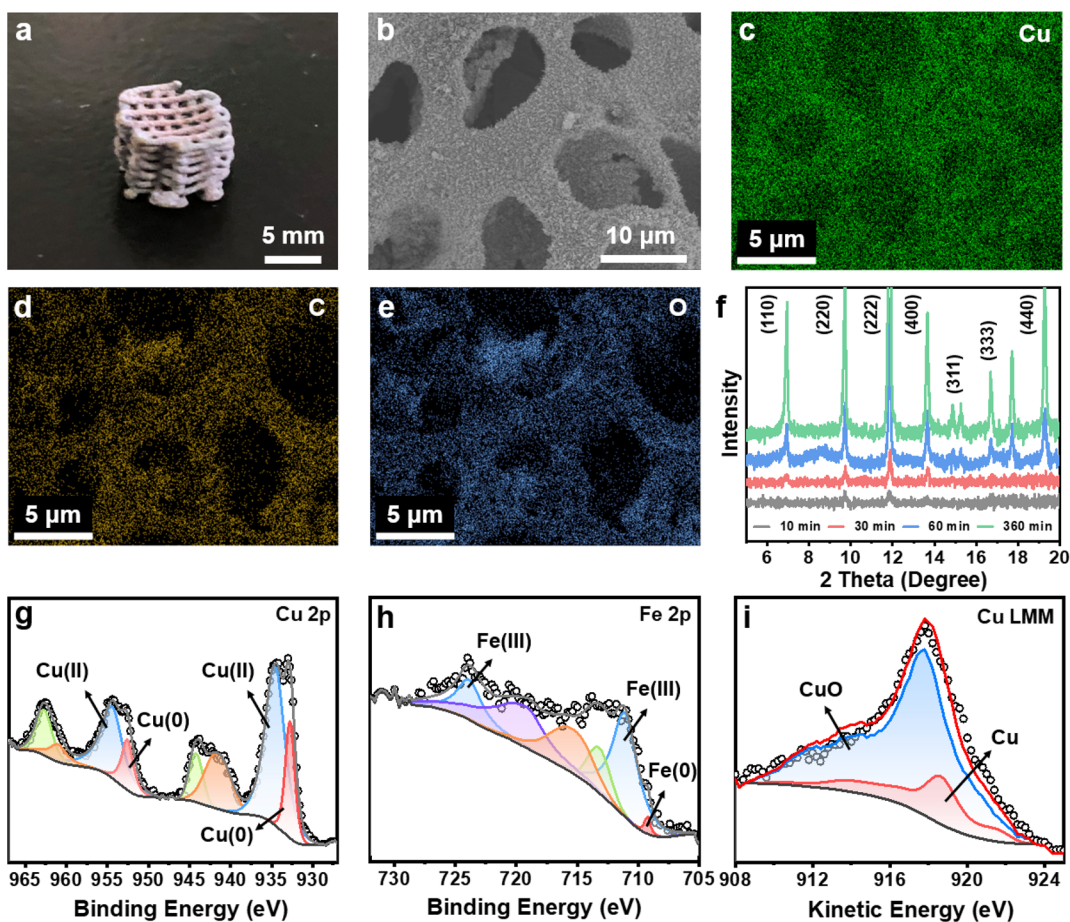 a
5 mm
b
10 µm
c
Cu
5 µm
d
C
5 µm
e
O
5 µm
f
(110)
(220)
(222)
(400)
(311)
(333)
(440)
Intensity
10 min 30 min 60 min 360 min
6 8 10 12 14 16 18 20
2 Theta (Degree)
g
Cu 2p
Cu(II)
Cu(0)
Cu(II)
Cu(0)
965 960 955 950 945 940 935 930
Binding Energy (eV)
h
Fe 2p
Fe(III)
Fe(III)
Fe(0)
730 725 720 715 710 705
Binding Energy (eV)
i
Cu LMM
CuO
Cu
908 912 916 920 924
Kinetic Energy (eV)